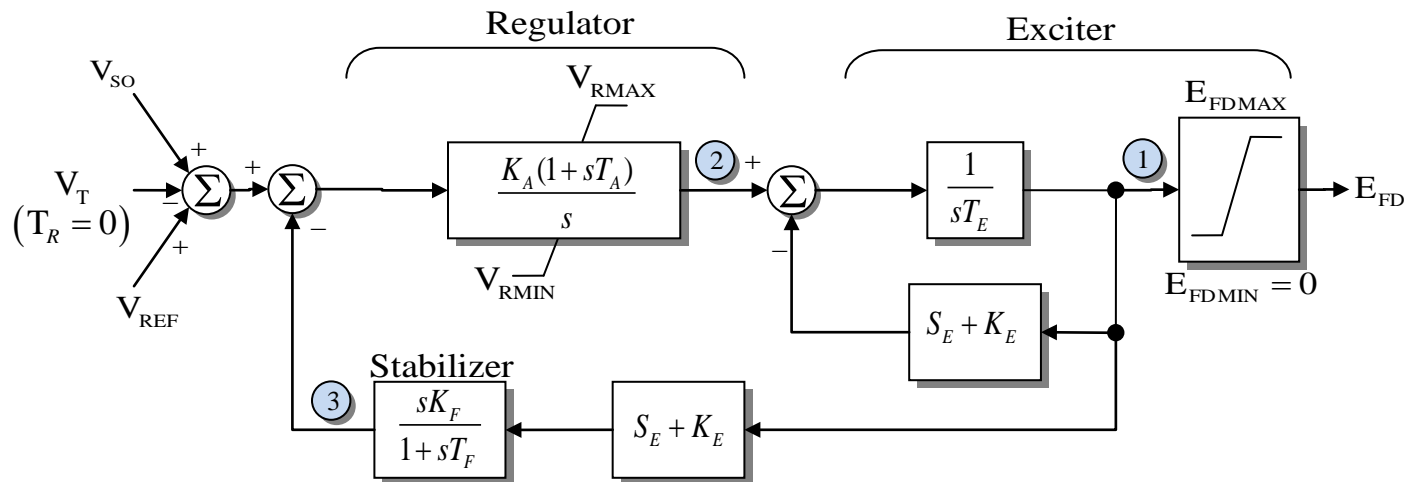 Regulator
Exciter
V_SO
V_RMAX
E_FDMAX
+
+
+
2
+
1
Σ
Σ
K_A(1+sT_A)
s
Σ
1
sT_E
E_FD
V_T
−
(T_R = 0)
+
−
−
V_RMIN
E_FDMIN = 0
V_REF
S_E + K_E
Stabilizer
3
sK_F
1+sT_F
S_E + K_E